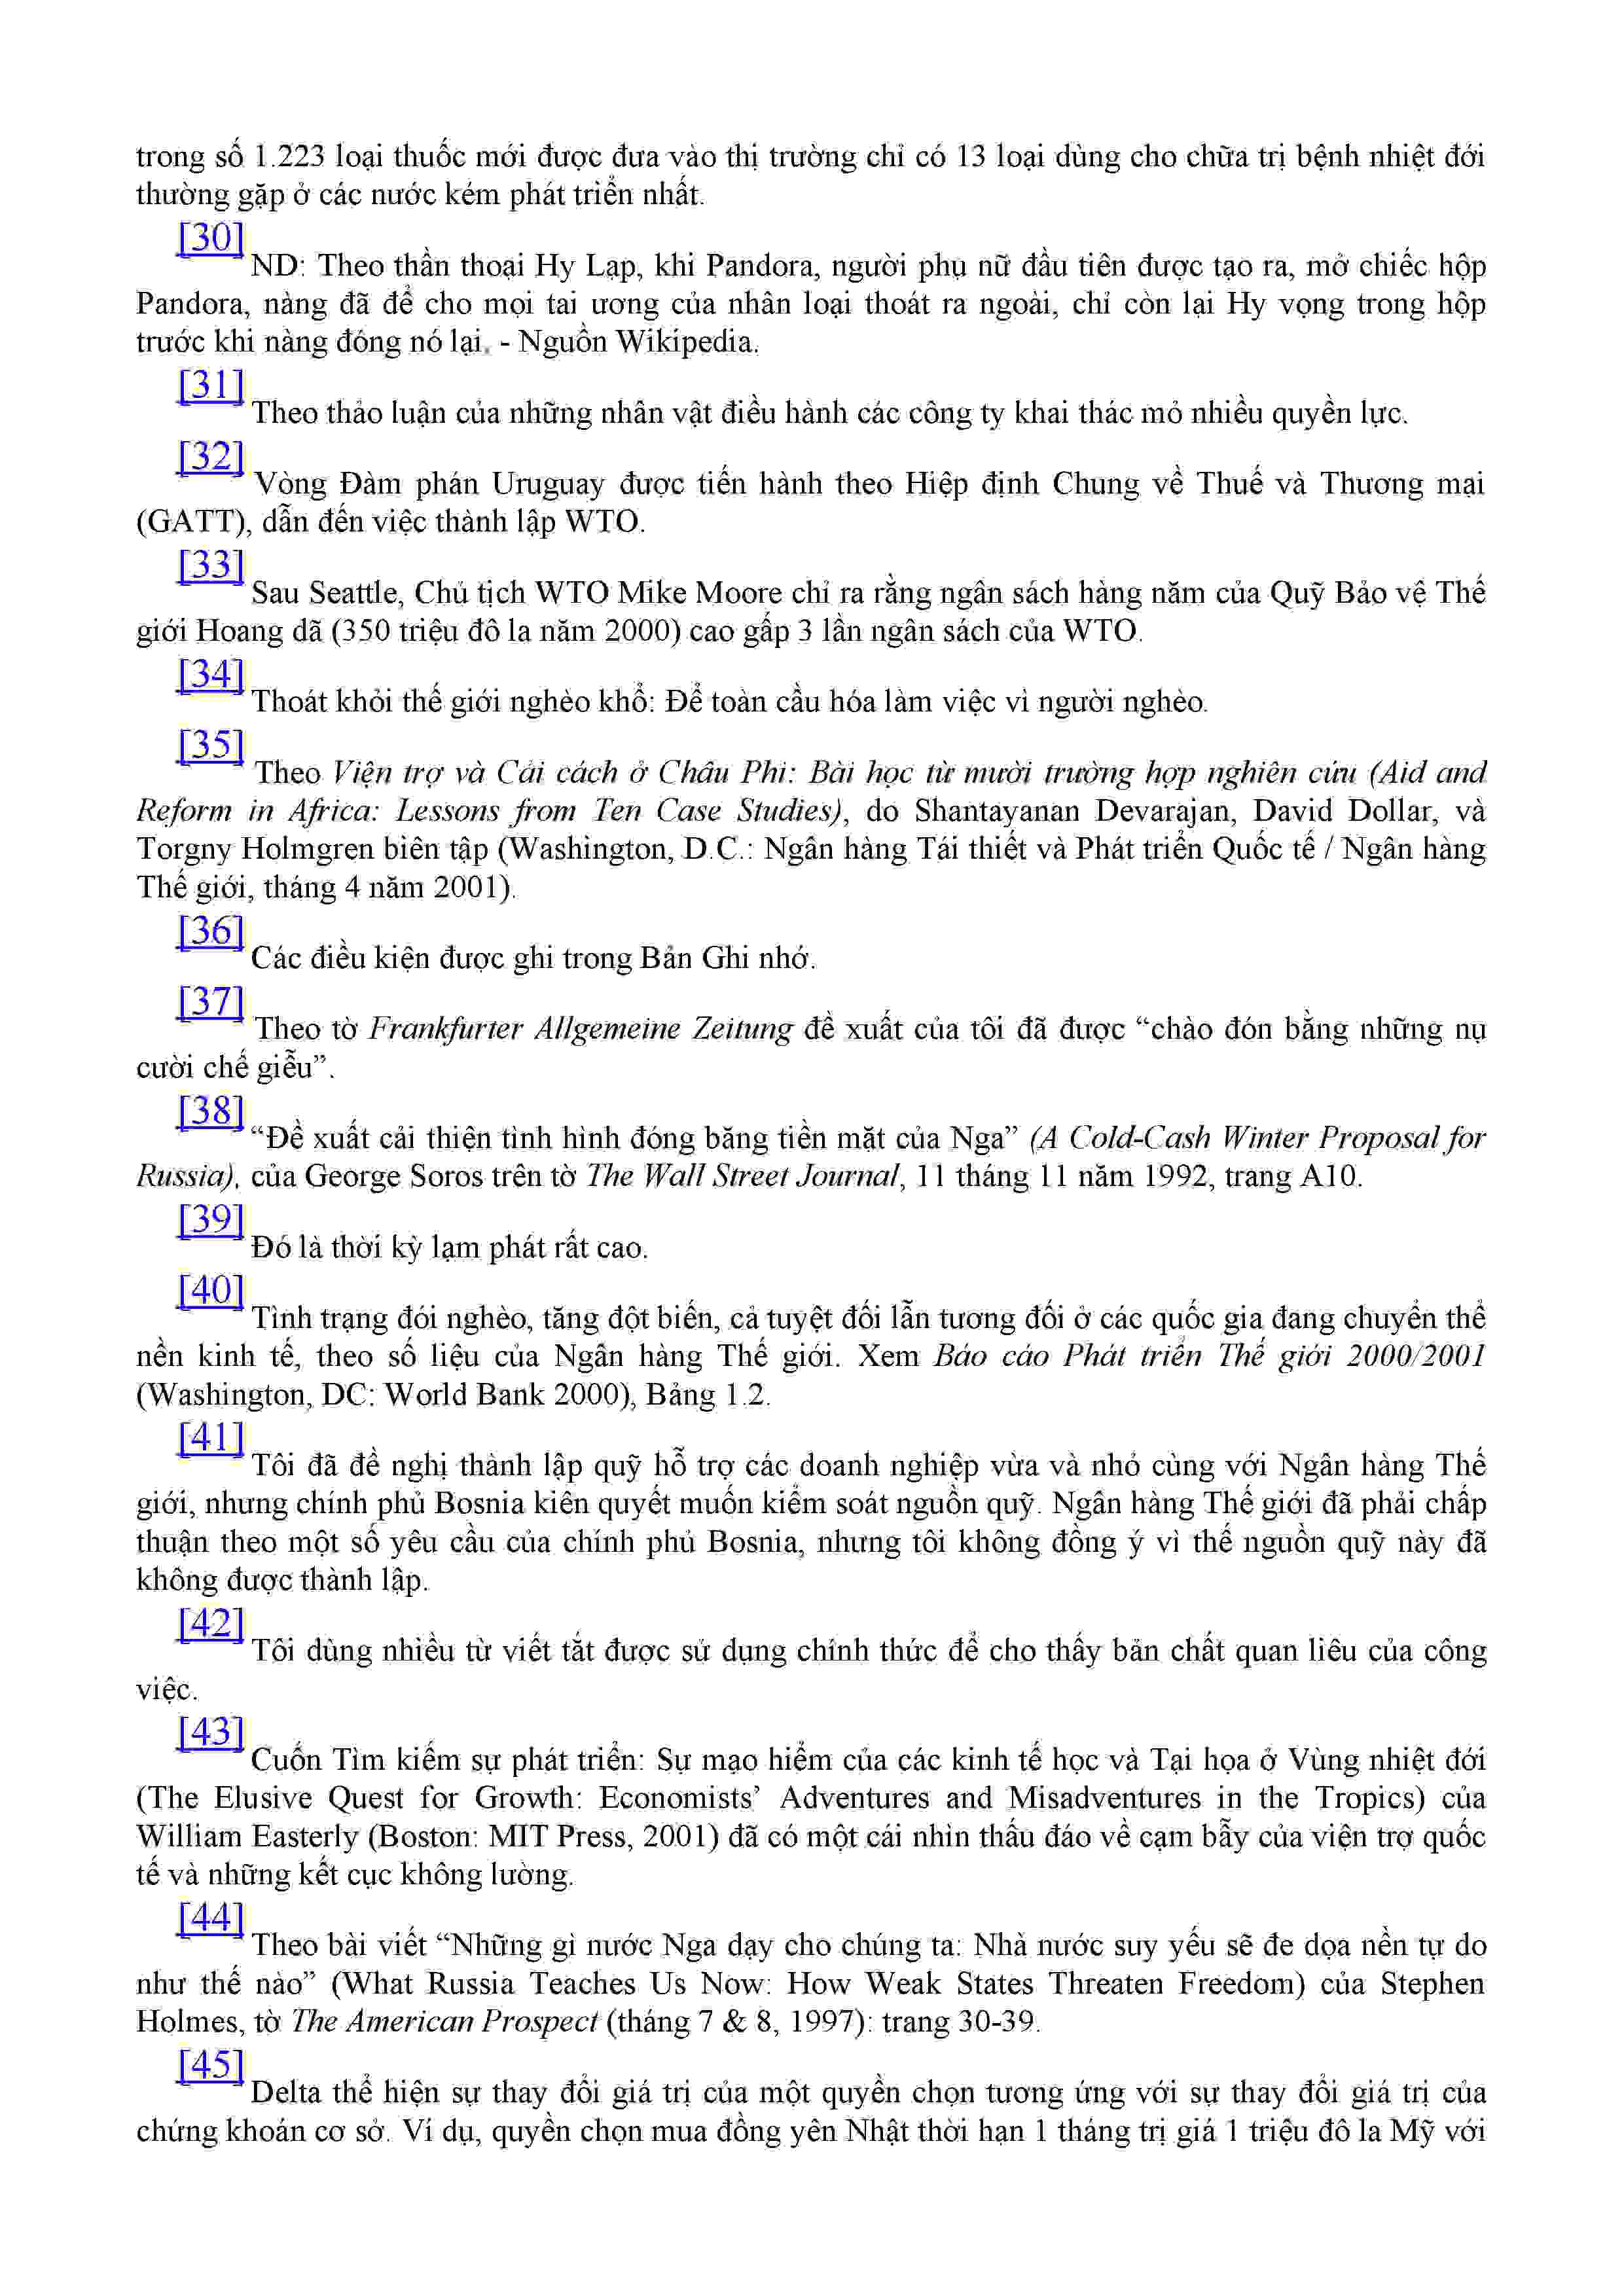 trong số 1.223 loại thuốc mới được đưa vào thị trường chỉ có 13 loại dùng cho chữa trị bệnh nhiệt đới
thường gặp ở các nước kém phát triển nhất.
[30] ND: Theo thần thoại Hy Lạp, khi Pandora, người phụ nữ đầu tiên được tạo ra, mở chiếc hộp
Pandora, nàng đã để cho mọi tai ương của nhân loại thoát ra ngoài, chỉ còn lại Hy vọng trong hộp
trước khi nàng đóng nó lại. - Nguồn Wikipedia.
[31] Theo thảo luận của những nhân vật điều hành các công ty khai thác mỏ nhiều quyền lực.
[32] Vòng Đàm phán Uruguay được tiến hành theo Hiệp định Chung về Thuế và Thương mại
(GATT), dẫn đến việc thành lập WTO.
[33] Sau Seattle, Chủ tịch WTO Mike Moore chỉ ra rằng ngân sách hàng năm của Quỹ Bảo vệ Thế
giới Hoang dã (350 triệu đô la năm 2000) cao gấp 3 lần ngân sách của WTO.
[34] Thoát khỏi thế giới nghèo khổ: Để toàn cầu hóa làm việc vì người nghèo.
[35] Theo Viện trợ và Cải cách ở Châu Phi: Bài học từ mười trường hợp nghiên cứu (Aid and
Reform in Africa: Lessons from Ten Case Studies), do Shantayanan Devarajan, David Dollar, và
Torgny Holmgren biên tập (Washington, D.C.: Ngân hàng Tái thiết và Phát triển Quốc tế / Ngân hàng
Thế giới, tháng 4 năm 2001).
[36] Các điều kiện được ghi trong Bản Ghi nhớ.
[37] Theo tờ Frankfurter Allgemeine Zeitung đề xuất của tôi đã được “chào đón bằng những nụ
cười chế giễu”.
[38] “Đề xuất cải thiện tình hình đóng băng tiền mặt của Nga” (A Cold-Cash Winter Proposal for
Russia), của George Soros trên tờ The Wall Street Journal, 11 tháng 11 năm 1992, trang A10.
[39] Đó là thời kỳ lạm phát rất cao.
[40] Tình trạng đói nghèo, tăng đột biến, cả tuyệt đối lẫn tương đối ở các quốc gia đang chuyển thể
nền kinh tế, theo số liệu của Ngân hàng Thế giới. Xem Báo cáo Phát triển Thế giới 2000/2001
(Washington, DC: World Bank 2000), Bảng 1.2.
[41] Tôi đã đề nghị thành lập quỹ hỗ trợ các doanh nghiệp vừa và nhỏ cùng với Ngân hàng Thế
giới, nhưng chính phủ Bosnia kiên quyết muốn kiểm soát nguồn quỹ. Ngân hàng Thế giới đã phải chấp
thuận theo một số yêu cầu của chính phủ Bosnia, nhưng tôi không đồng ý vì thế nguồn quỹ này đã
không được thành lập.
[42] Tôi dùng nhiều từ viết tắt được sử dụng chính thức để cho thấy bản chất quan liêu của công
việc.
[43] Cuốn Tìm kiếm sự phát triển: Sự mạo hiểm của các kinh tế học và Tại họa ở Vùng nhiệt đới
(The Elusive Quest for Growth: Economists’ Adventures and Misadventures in the Tropics) của
William Easterly (Boston: MIT Press, 2001) đã có một cái nhìn thấu đáo về cạm bẫy của viện trợ quốc
tế và những kết cục không lường.
[44] Theo bài viết “Những gì nước Nga dạy cho chúng ta: Nhà nước suy yếu sẽ đe dọa nền tự do
như thế nào” (What Russia Teaches Us Now: How Weak States Threaten Freedom) của Stephen
Holmes, tờ The American Prospect (tháng 7 & 8, 1997): trang 30-39.
[45] Delta thể hiện sự thay đổi giá trị của một quyền chọn tương ứng với sự thay đổi giá trị của
chứng khoán cơ sở. Ví dụ, quyền chọn mua đồng yên Nhật thời hạn 1 tháng trị giá 1 triệu đô la Mỹ với